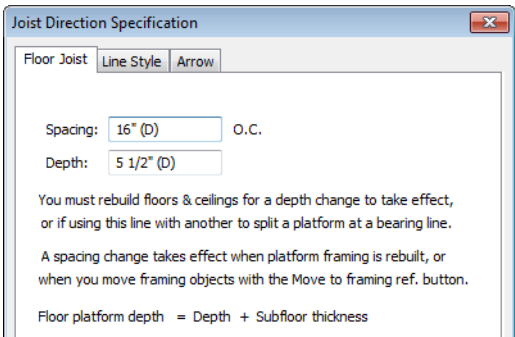 Joist Direction Specification
Floor Joist Line Style Arrow
Spacing: 16" (D) O.C.
Depth: 5 1/2" (D)
You must rebuild floors & ceilings for a depth change to take effect,
or if using this line with another to split a platform at a bearing line.
A spacing change takes effect when platform framing is rebuilt, or
when you move framing objects with the Move to framing ref. button.
Floor platform depth = Depth + Subfloor thickness